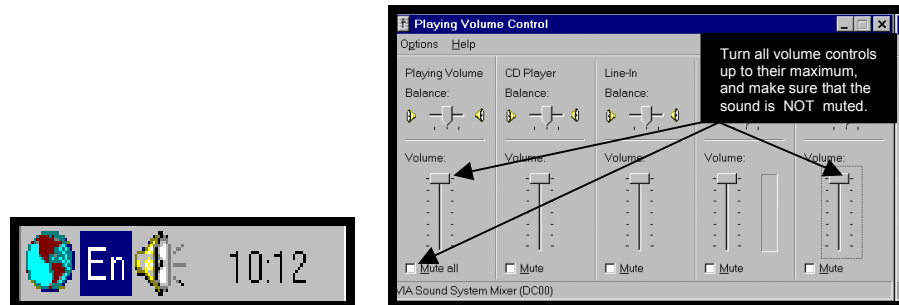 En 10:12
Playing Volume Control
Options Help
Turn all volume controls
up to their maximum,
and make sure that the
sound is NOT muted.
Playing Volume CD Player Line-In
Balance: Balance: Balance:
Volume: Volume: Volume: Volume: Volume:
Mute all Mute Mute Mute Mute
VIA Sound System Mixer (DC00)